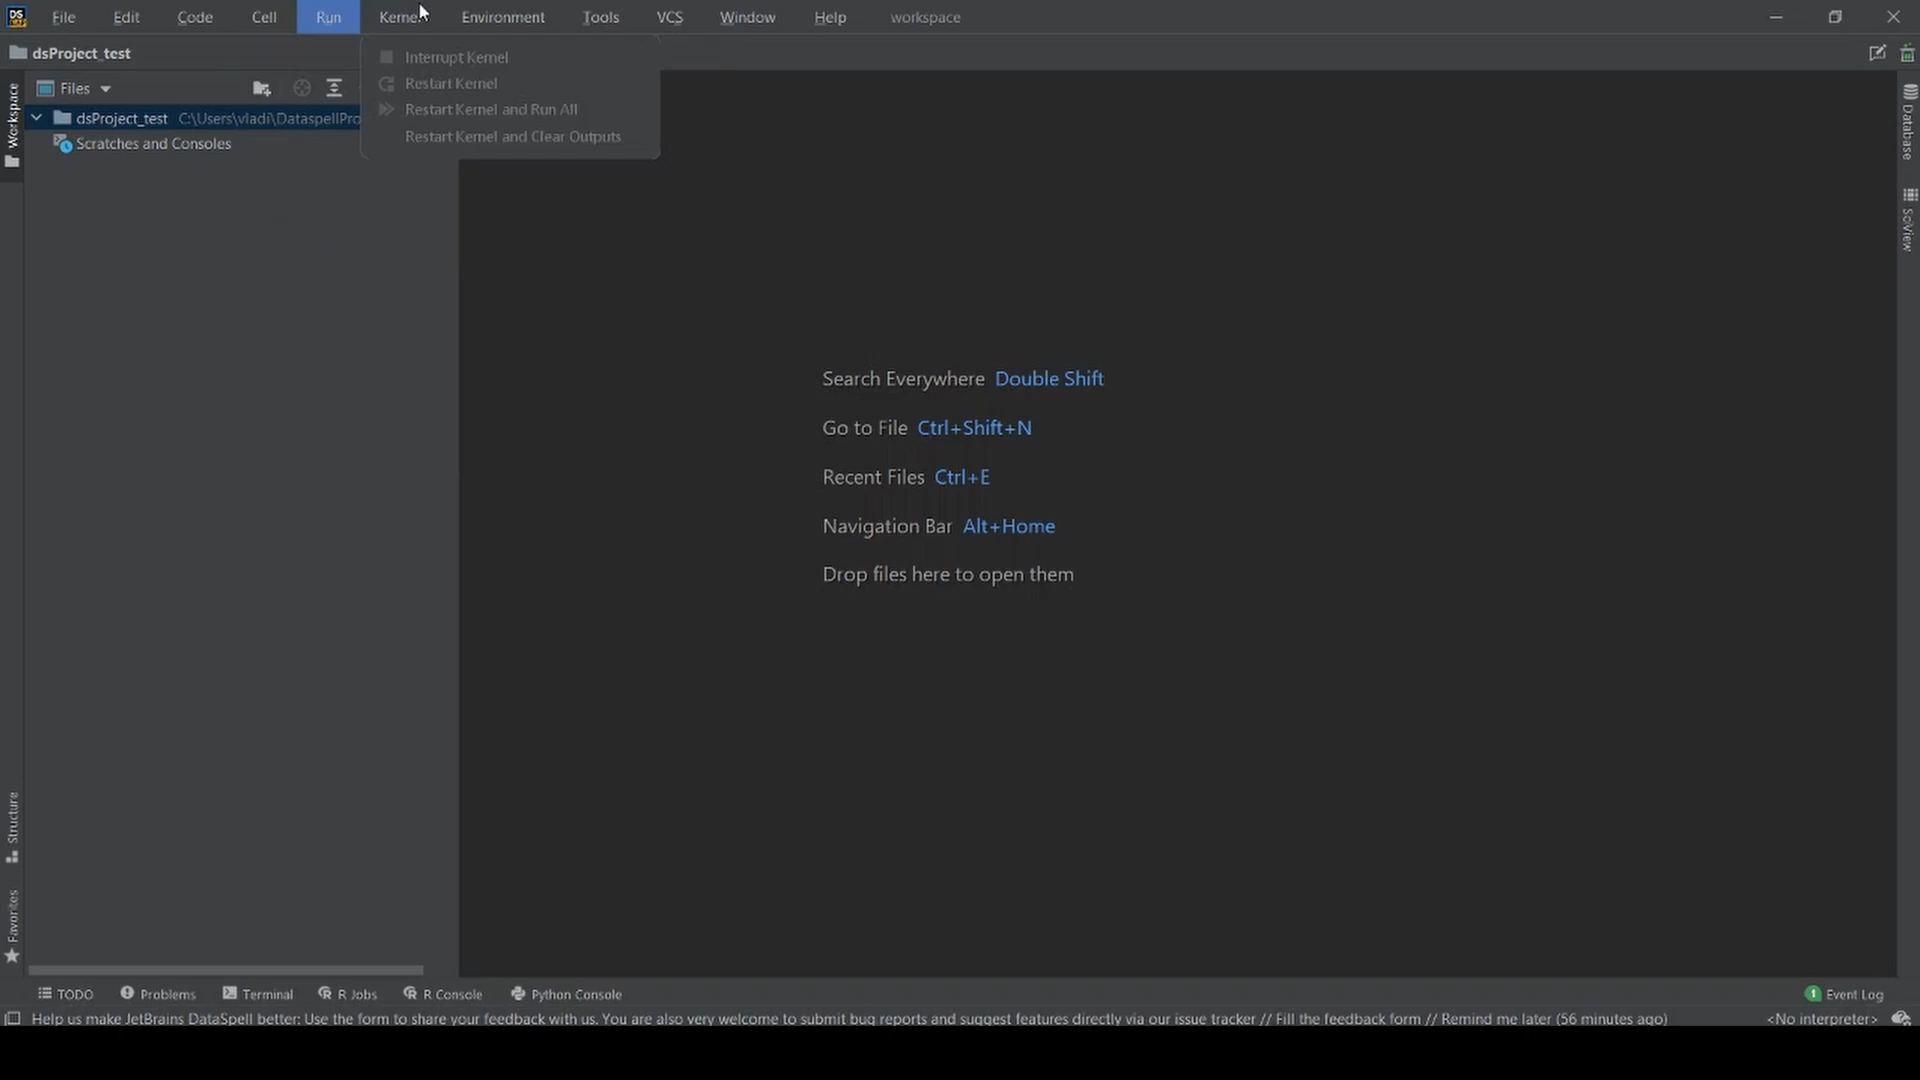 DS
File Edit Code Cell Run Kernel Environment Tools VCS Window Help workspace
dsProject_test
Files
Interrupt Kernel
Restart Kernel
Restart Kernel and Run All
Restart Kernel and Clear Outputs
dsProject_test C:\Users\vladi\DataspellPro
Scratches and Consoles
Workspace
Structure
Favorites
Database
SciView
Search Everywhere Double Shift
Go to File Ctrl+Shift+N
Recent Files Ctrl+E
Navigation Bar Alt+Home
Drop files here to open them
TODO Problems Terminal R Jobs R Console Python Console 1 Event Log
Help us make JetBrains DataSpell better: Use the form to share your feedback with us. You are also very welcome to submit bug reports and suggest features directly via our issue tracker // Fill the feedback form // Remind me later (56 minutes ago) <No interpreter>